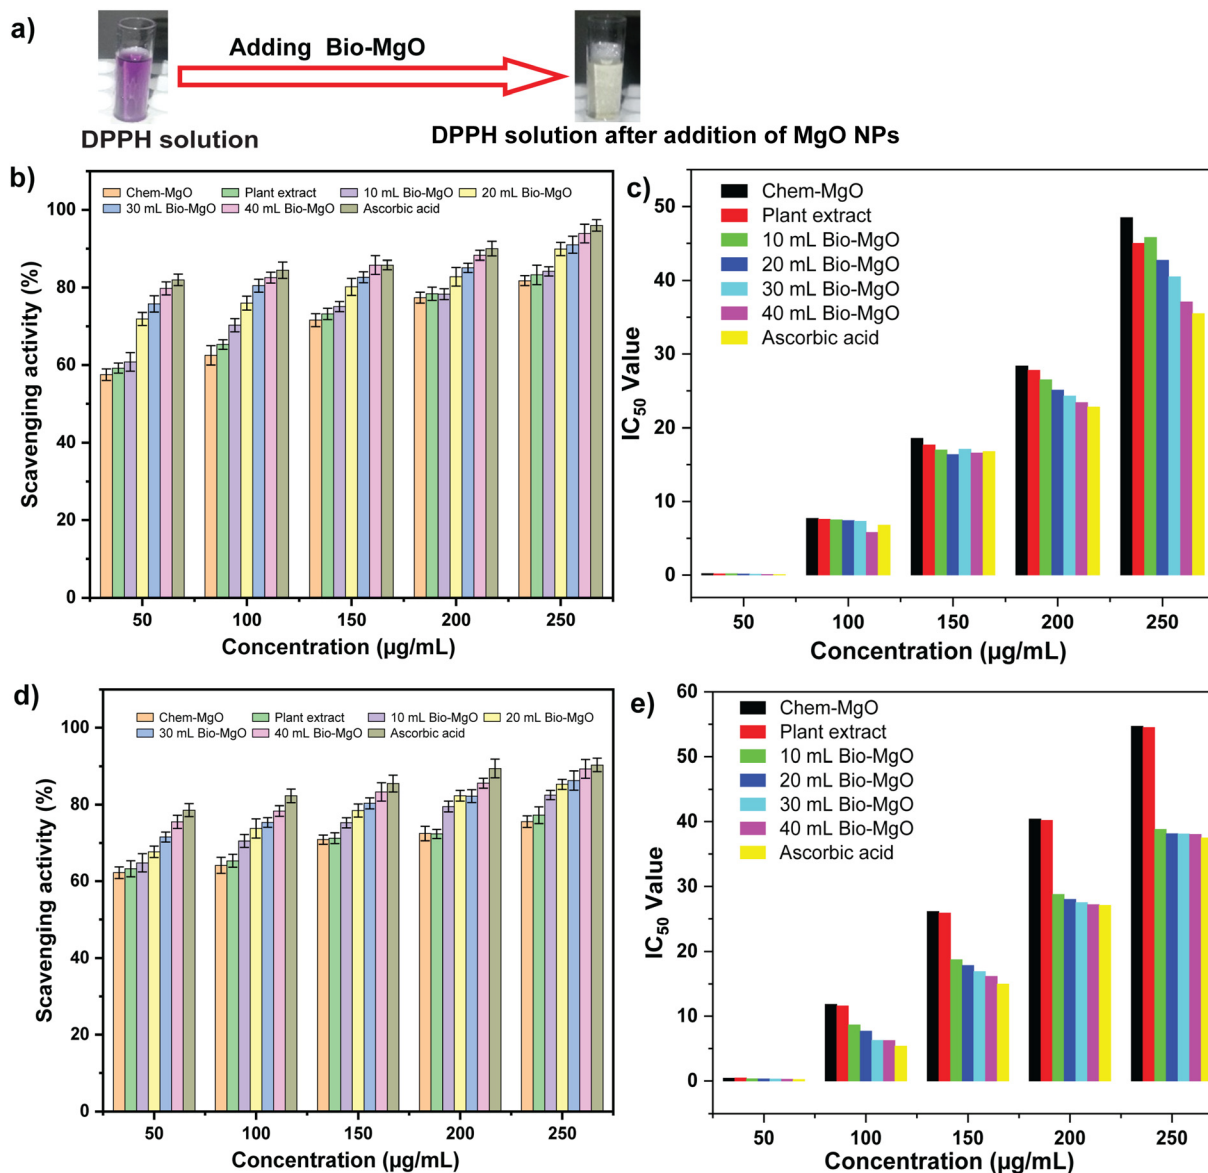 a)
Adding Bio-MgO
DPPH solution
DPPH solution after addition of MgO NPs
b)
Chem-MgO Plant extract 10 mL Bio-MgO 20 mL Bio-MgO
30 mL Bio-MgO 40 mL Bio-MgO Ascorbic acid
Scavenging activity (%)
100
80
60
40
20
0
50 100 150 200 250
Concentration (µg/mL)
c)
Chem-MgO
Plant extract
10 mL Bio-MgO
20 mL Bio-MgO
30 mL Bio-MgO
40 mL Bio-MgO
Ascorbic acid
IC50 Value
50
40
30
20
10
0
50 100 150 200 250
Concentration (µg/mL)
d)
Chem-MgO Plant extract 10 mL Bio-MgO 20 mL Bio-MgO
30 mL Bio-MgO 40 mL Bio-MgO Ascorbic acid
Scavenging activity (%)
100
80
60
40
20
0
50 100 150 200 250
Concentration (µg/mL)
e)
Chem-MgO
Plant extract
10 mL Bio-MgO
20 mL Bio-MgO
30 mL Bio-MgO
40 mL Bio-MgO
Ascorbic acid
IC50 Value
60
50
40
30
20
10
0
50 100 150 200 250
Concentration (µg/mL)